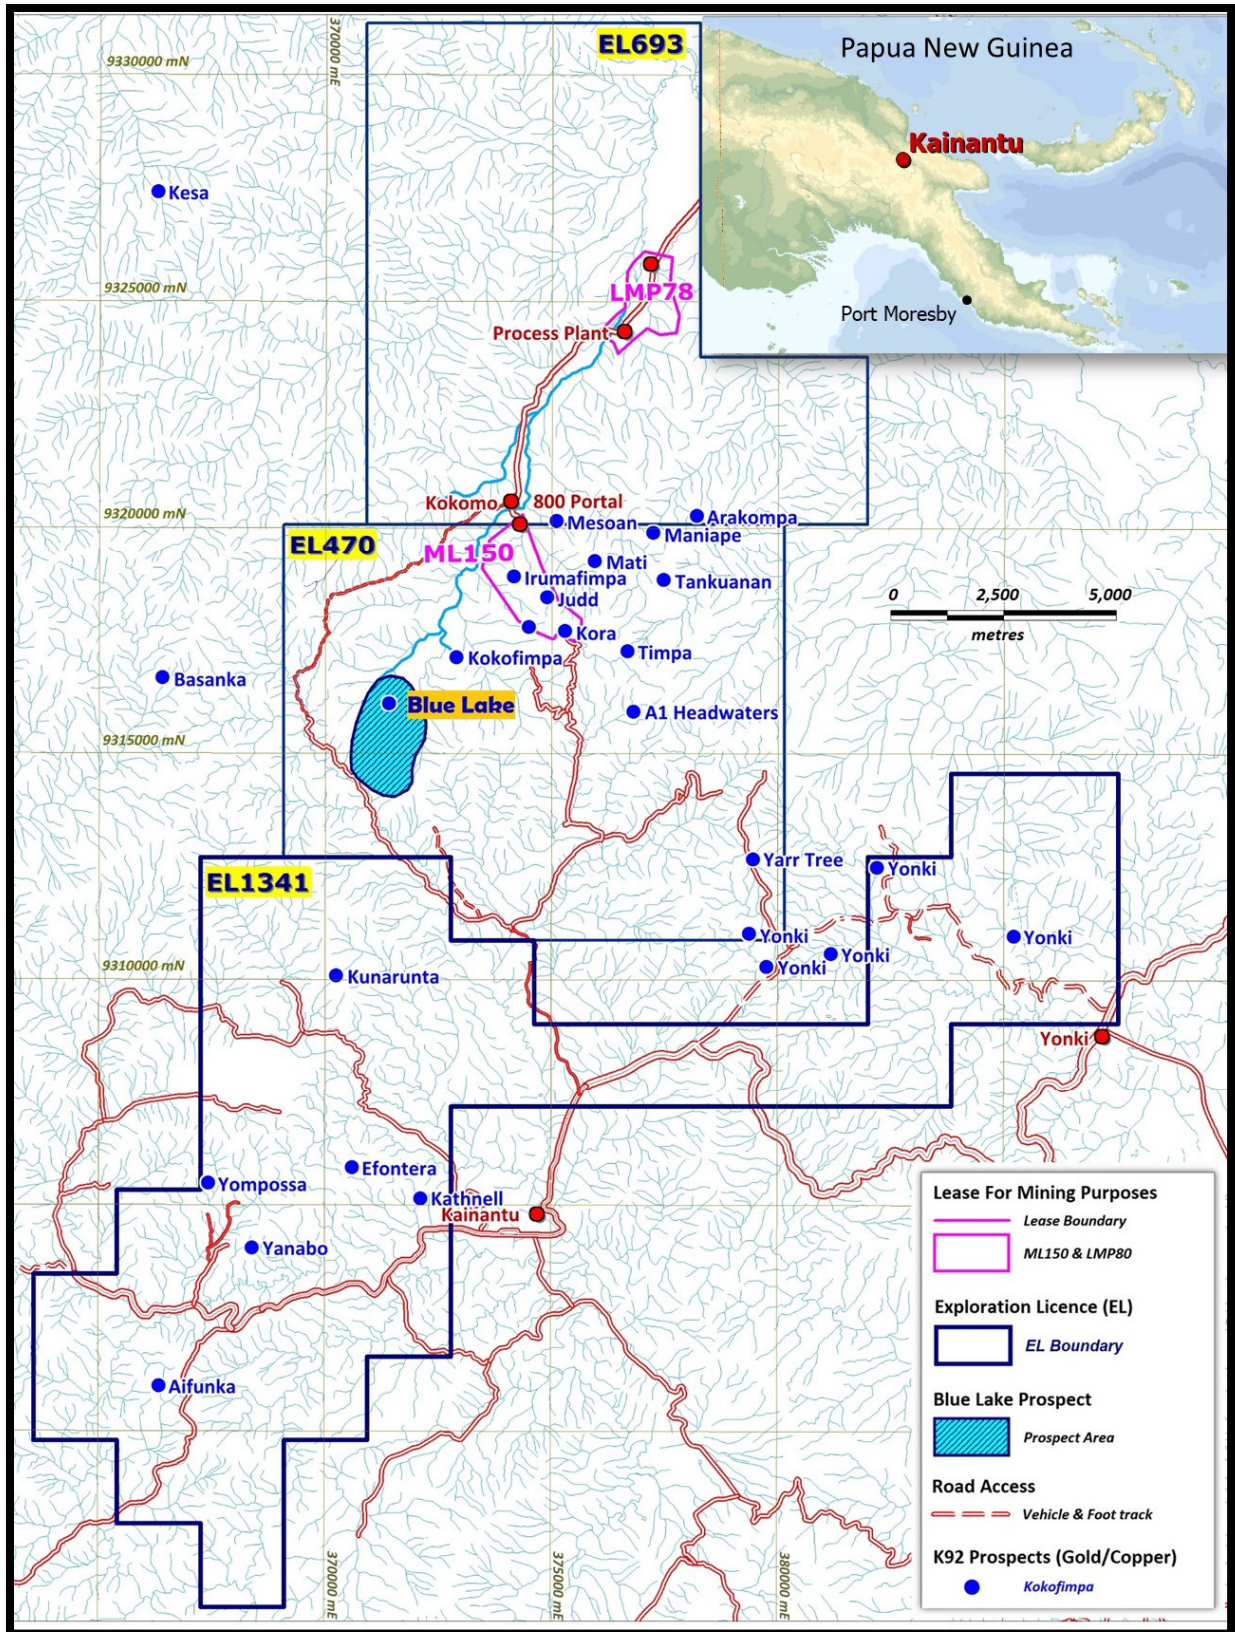 370000 mE
EL693
Papua New Guinea
9330000 mN
Kainantu
Kesa
9325000 mN
LMP78
Port Moresby
Process Plant
Kokomo
800 Portal
9320000 mN
Mesoan
Arakompa
Maniape
EL470
ML150
Mati
Irumafimpa
Tankuanan
Judd
0 2,500 5,000
metres
Kora
Kokofimpa
Timpa
Basanka
Blue Lake
A1 Headwaters
9315000 mN
Yarr Tree
Yonki
EL1341
Yonki
Yonki
Yonki
Yonki
9310000 mN
Kunarunta
Yonki
Efontera
Yompossa
Kathnell
Kainantu
Yanabo
Aifunka
Lease For Mining Purposes
Lease Boundary
ML150 & LMP80
Exploration Licence (EL)
EL Boundary
Blue Lake Prospect
Prospect Area
Road Access
Vehicle & Foot track
K92 Prospects (Gold/Copper)
Kokofimpa
370000 mE
375000 mE
380000 mE